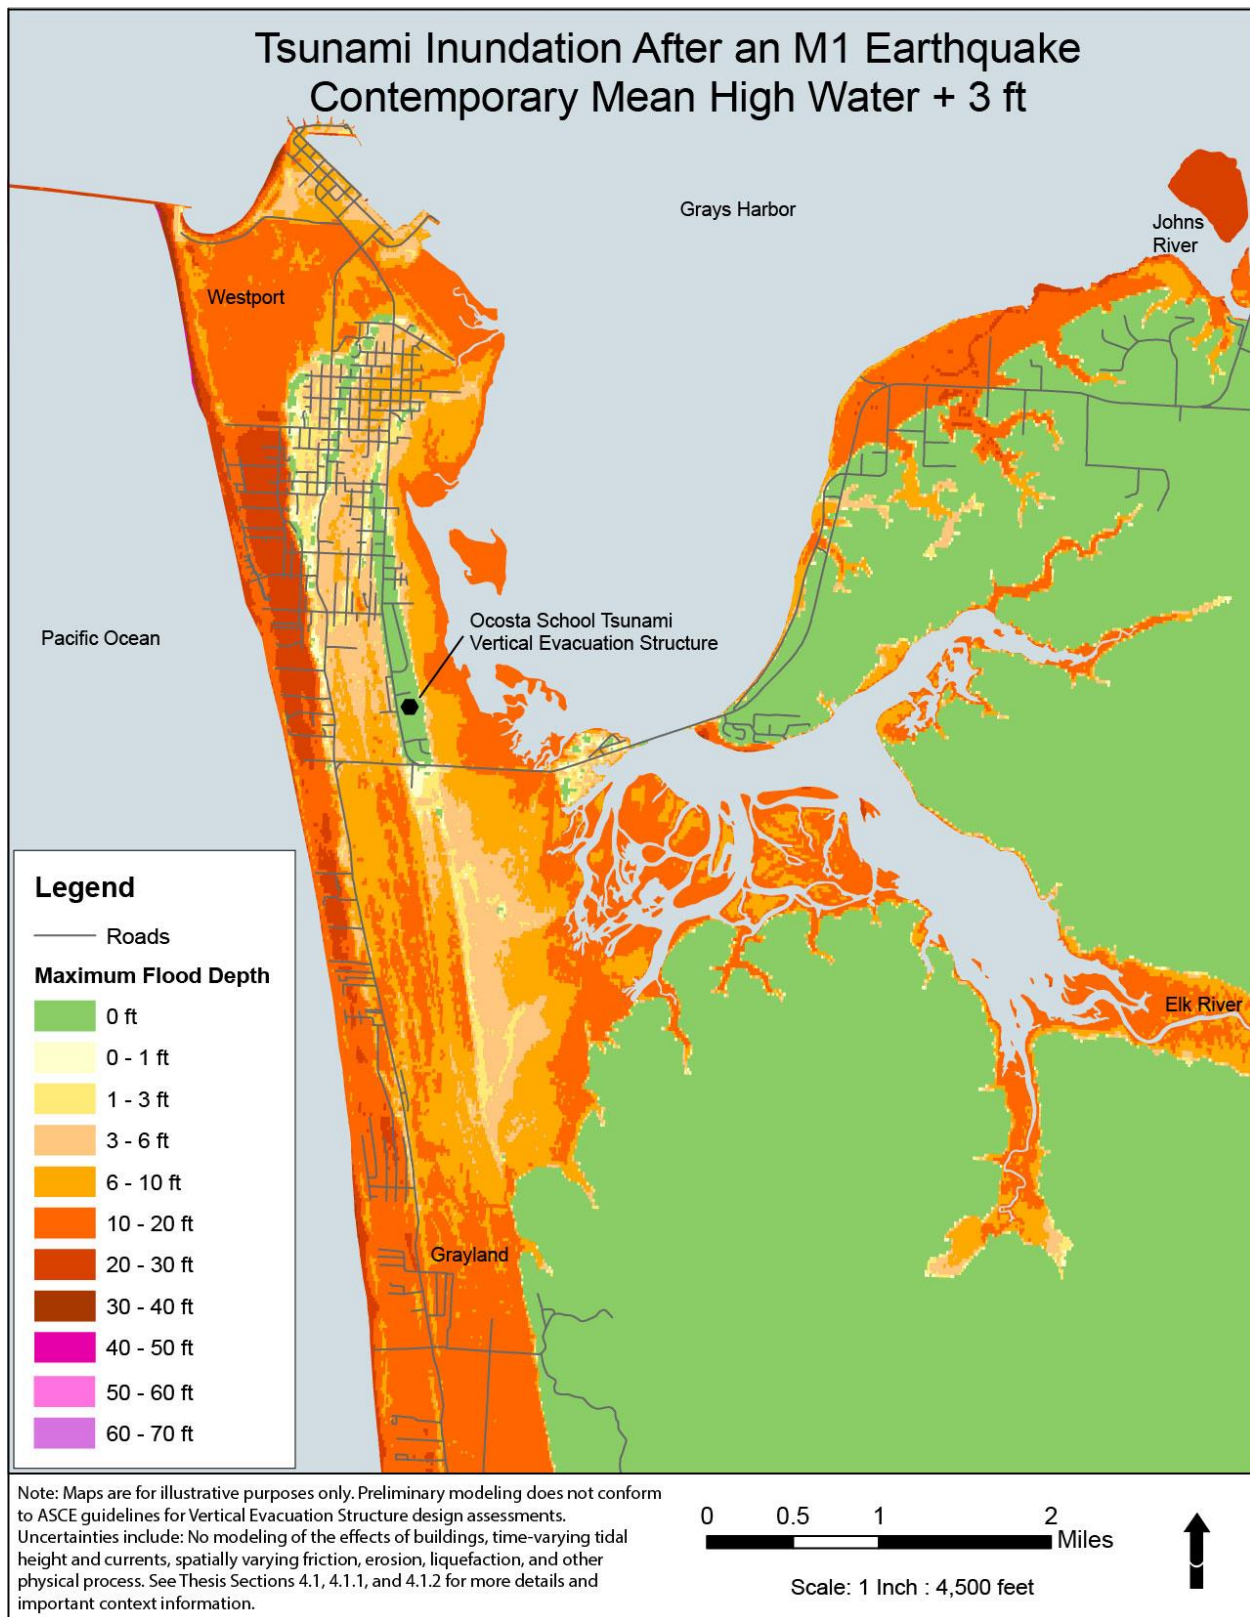 Tsunami Inundation After an M1 Earthquake
Contemporary Mean High Water + 3 ft
Grays Harbor
Johns
River
Westport
Ocosta School Tsunami
Vertical Evacuation Structure
Pacific Ocean
Elk River
Grayland
Legend
Roads
Maximum Flood Depth
0 ft
0 - 1 ft
1 - 3 ft
3 - 6 ft
6 - 10 ft
10 - 20 ft
20 - 30 ft
30 - 40 ft
40 - 50 ft
50 - 60 ft
60 - 70 ft
Note: Maps are for illustrative purposes only. Preliminary modeling does not conform
to ASCE guidelines for Vertical Evacuation Structure design assessments.
Uncertainties include: No modeling of the effects of buildings, time-varying tidal
height and currents, spatially varying friction, erosion, liquefaction, and other
physical process. See Thesis Sections 4.1, 4.1.1, and 4.1.2 for more details and
important context information.
0 0.5 1 2
Miles
Scale: 1 Inch : 4,500 feet